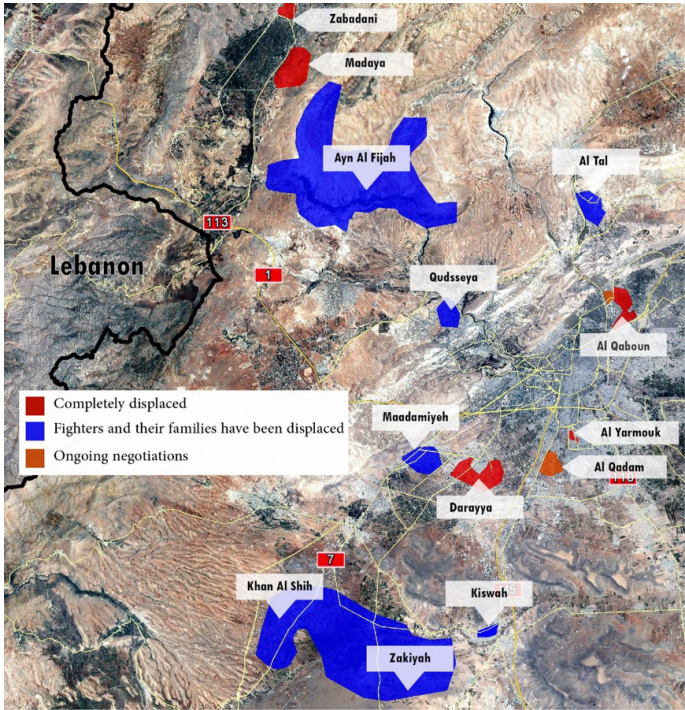 Zabadani
Madaya
Ayn Al Fijah
Al Tal
113
Lebanon
1
Qudsseya
Al Qaboun
Completely displaced
Fighters and their families have been displaced
Ongoing negotiations
Maadamiyeh
Al Yarmouk
Al Qadam
Darayya
7
Khan Al Shih
Kiswah
Zakiyah